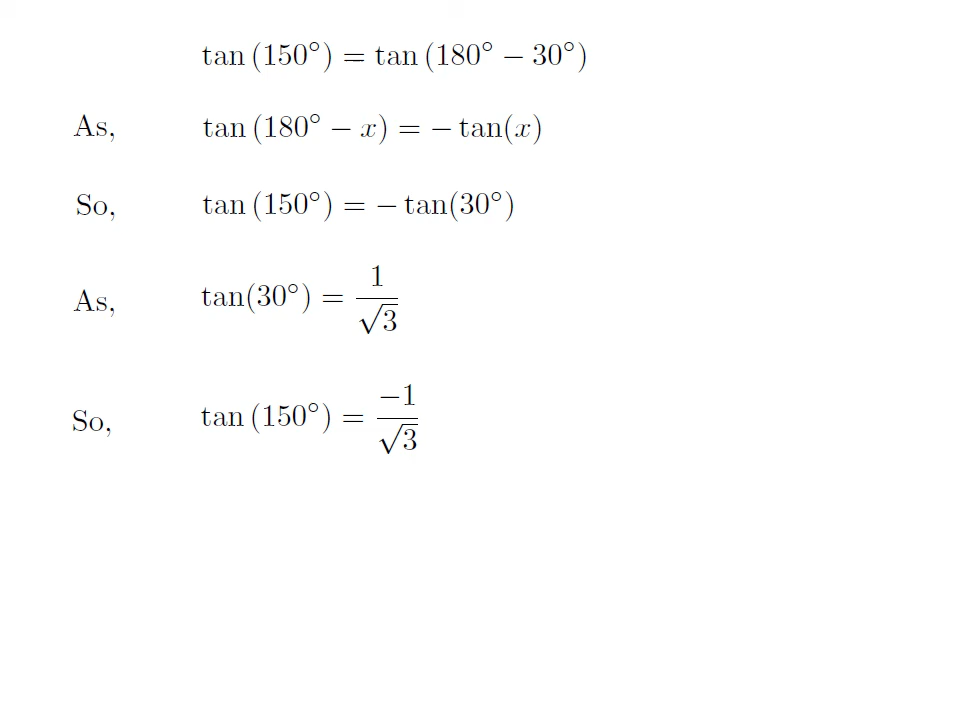 tan (150°) = tan (180° − 30°)
As, tan (180° − x) = − tan(x)
So, tan (150°) = − tan(30°)
As, tan(30°) = 1/√3
So, tan (150°) = −1/√3